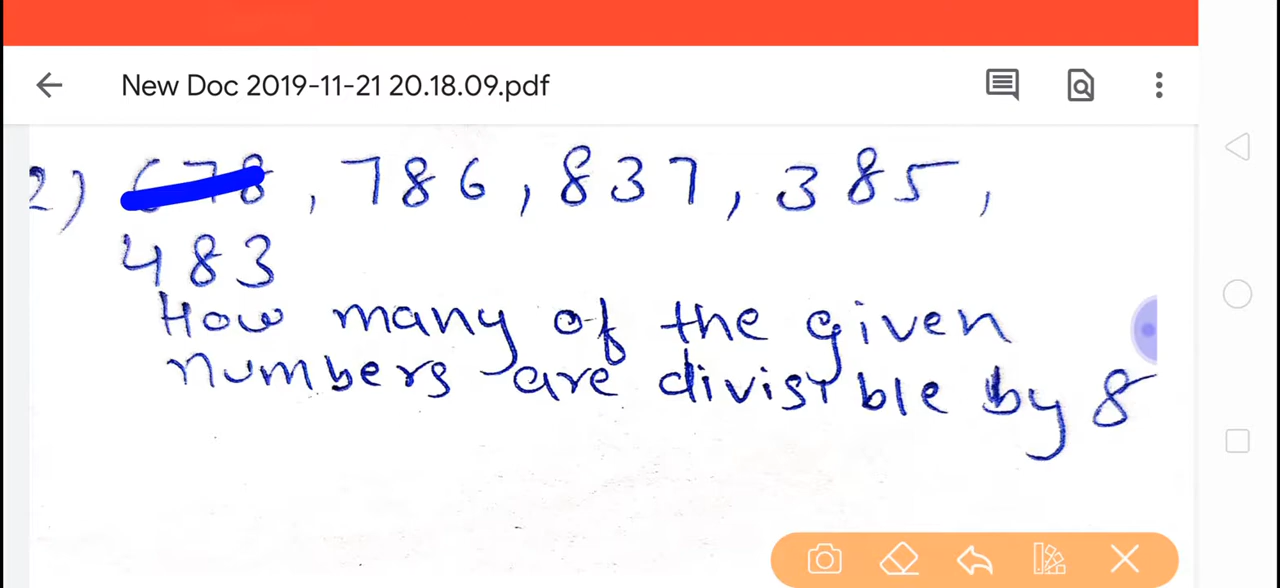 New Doc 2019-11-21 20.18.09.pdf
2) 678, 786, 837, 385,
483
How many of the given
numbers are divisible by 8